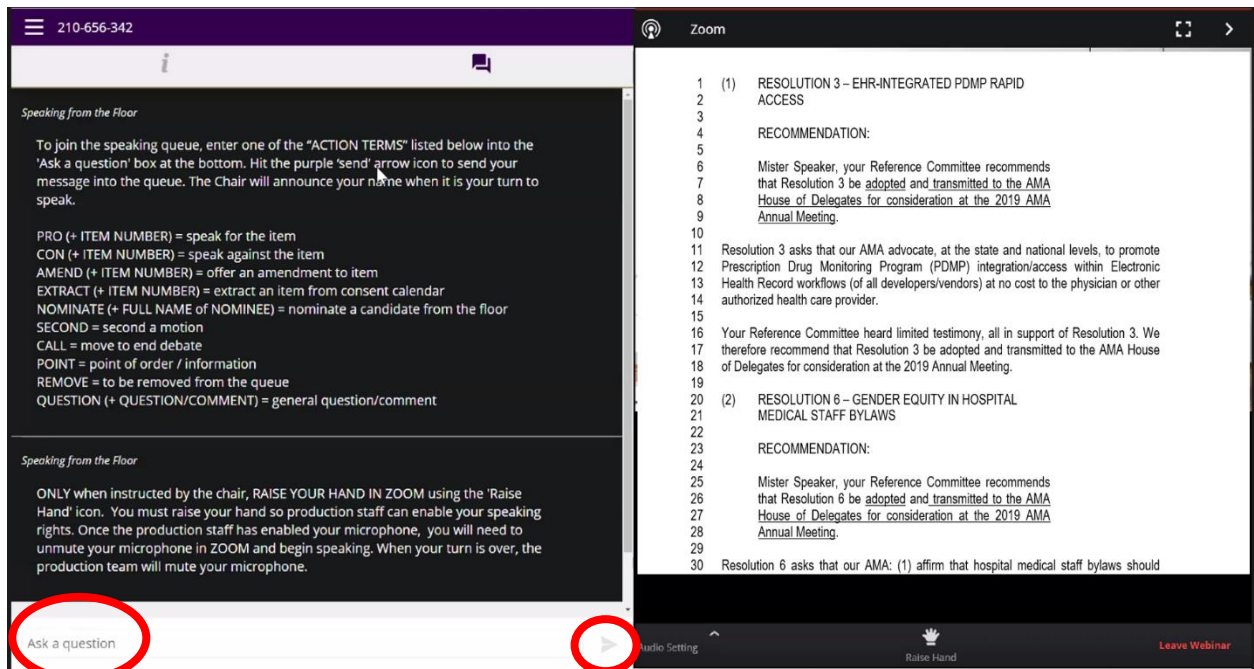 210-656-342
i
Speaking from the Floor
To join the speaking queue, enter one of the “ACTION TERMS” listed below into the
'Ask a question' box at the bottom. Hit the purple ‘send’ arrow icon to send your
message into the queue. The Chair will announce your name when it is your turn to
speak.
PRO (+ ITEM NUMBER) = speak for the item
CON (+ ITEM NUMBER) = speak against the item
AMEND (+ ITEM NUMBER) = offer an amendment to item
EXTRACT (+ ITEM NUMBER) = extract an item from consent calendar
NOMINATE (+ FULL NAME of NOMINEE) = nominate a candidate from the floor
SECOND = second a motion
CALL = move to end debate
POINT = point of order / information
REMOVE = to be removed from the queue
QUESTION (+ QUESTION/COMMENT) = general question/comment
Speaking from the Floor
ONLY when instructed by the chair, RAISE YOUR HAND IN ZOOM using the 'Raise
Hand' icon.  You must raise your hand so production staff can enable your speaking
rights. Once the production staff has enabled your microphone,  you will need to
unmute your microphone in ZOOM and begin speaking. When your turn is over, the
production team will mute your microphone.
Ask a question
Zoom
1 (1) RESOLUTION 3 – EHR-INTEGRATED PDMP RAPID
2 ACCESS
3
4 RECOMMENDATION:
5
6 Mister Speaker, your Reference Committee recommends
7 that Resolution 3 be adopted and transmitted to the AMA
8 House of Delegates for consideration at the 2019 AMA
9 Annual Meeting.
10
11 Resolution 3 asks that our AMA advocate, at the state and national levels, to promote
12 Prescription Drug Monitoring Program (PDMP) integration/access within Electronic
13 Health Record workflows (of all developers/vendors) at no cost to the physician or other
14 authorized health care provider.
15
16 Your Reference Committee heard limited testimony, all in support of Resolution 3. We
17 therefore recommend that Resolution 3 be adopted and transmitted to the AMA House
18 of Delegates for consideration at the 2019 Annual Meeting.
19
20 (2) RESOLUTION 6 – GENDER EQUITY IN HOSPITAL
21 MEDICAL STAFF BYLAWS
22
23 RECOMMENDATION:
24
25 Mister Speaker, your Reference Committee recommends
26 that Resolution 6 be adopted and transmitted to the AMA
27 House of Delegates for consideration at the 2019 AMA
28 Annual Meeting.
29
30 Resolution 6 asks that our AMA: (1) affirm that hospital medical staff bylaws should
Audio Setting
Raise Hand
Leave Webinar